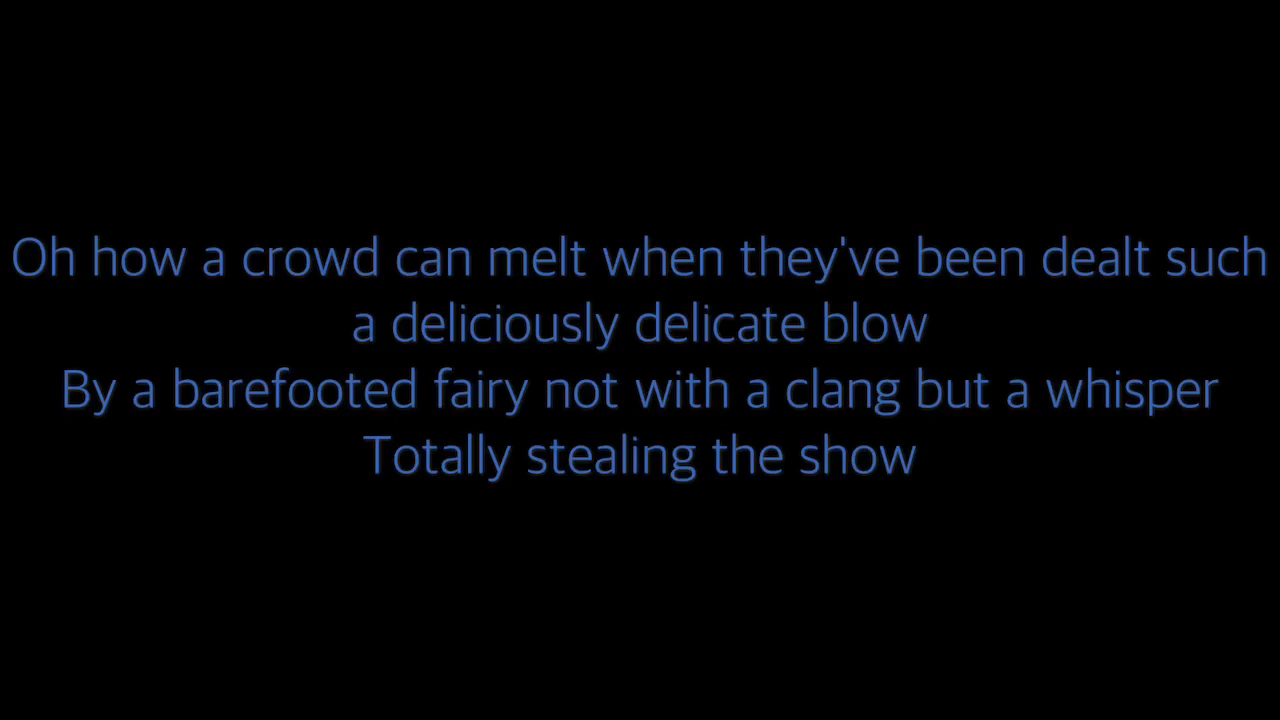 Oh how a crowd can melt when they've been dealt such
a deliciously delicate blow
By a barefooted fairy not with a clang but a whisper
Totally stealing the show